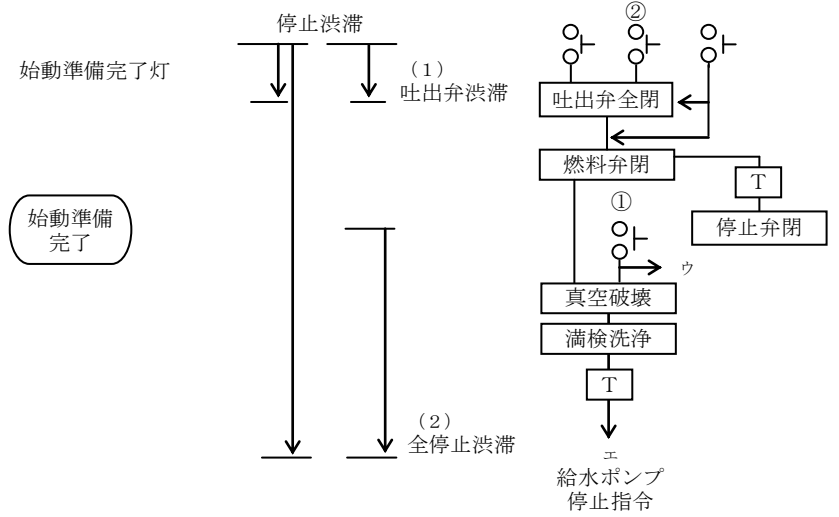 停止渋滞
②
始動準備完了灯
(1)
吐出弁渋滞
吐出弁全閉
燃料弁閉
T
①
始動準備
完了
停止弁閉
ウ
真空破壊
満検洗浄
T
(2)
全停止渋滞
エ
給水ポンプ
停止指令